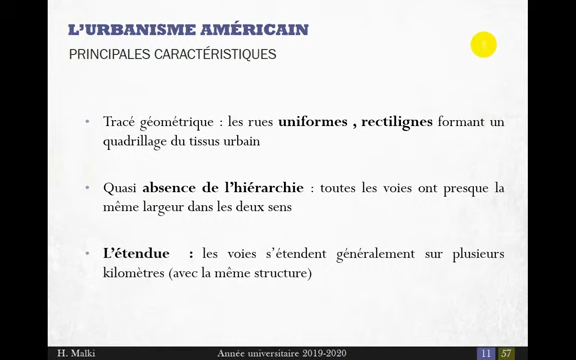 L'URBANISME AMÉRICAIN
PRINCIPALES CARACTÉRISTIQUES
• Tracé géométrique : les rues uniformes , rectilignes formant un
quadrillage du tissus urbain
• Quasi absence de l'hiérarchie : toutes les voies ont presque la
même largeur dans les deux sens
• L'étendue : les voies s'étendent généralement sur plusieurs
kilomètres (avec la même structure)
H. Malki Année universitaire 2019-2020 11 57